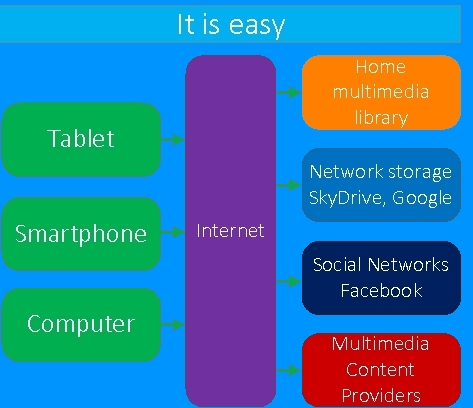 It is easy
Tablet
Smartphone
Computer
Internet
Home
multimedia
library
Network storage
SkyDrive, Google
Social Networks
Facebook
Multimedia
Content
Providers